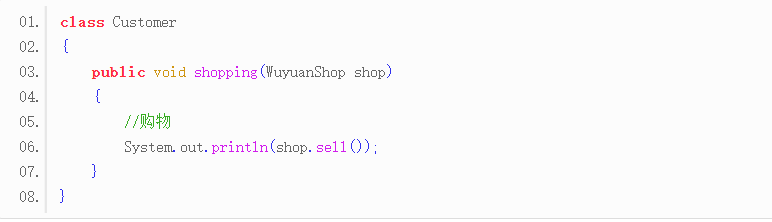 01. class Customer
02. {
03.     public void shopping(WuyuanShop shop)
04.     {
05.         //购物
06.         System.out.println(shop.sell());
07.     }
08. }